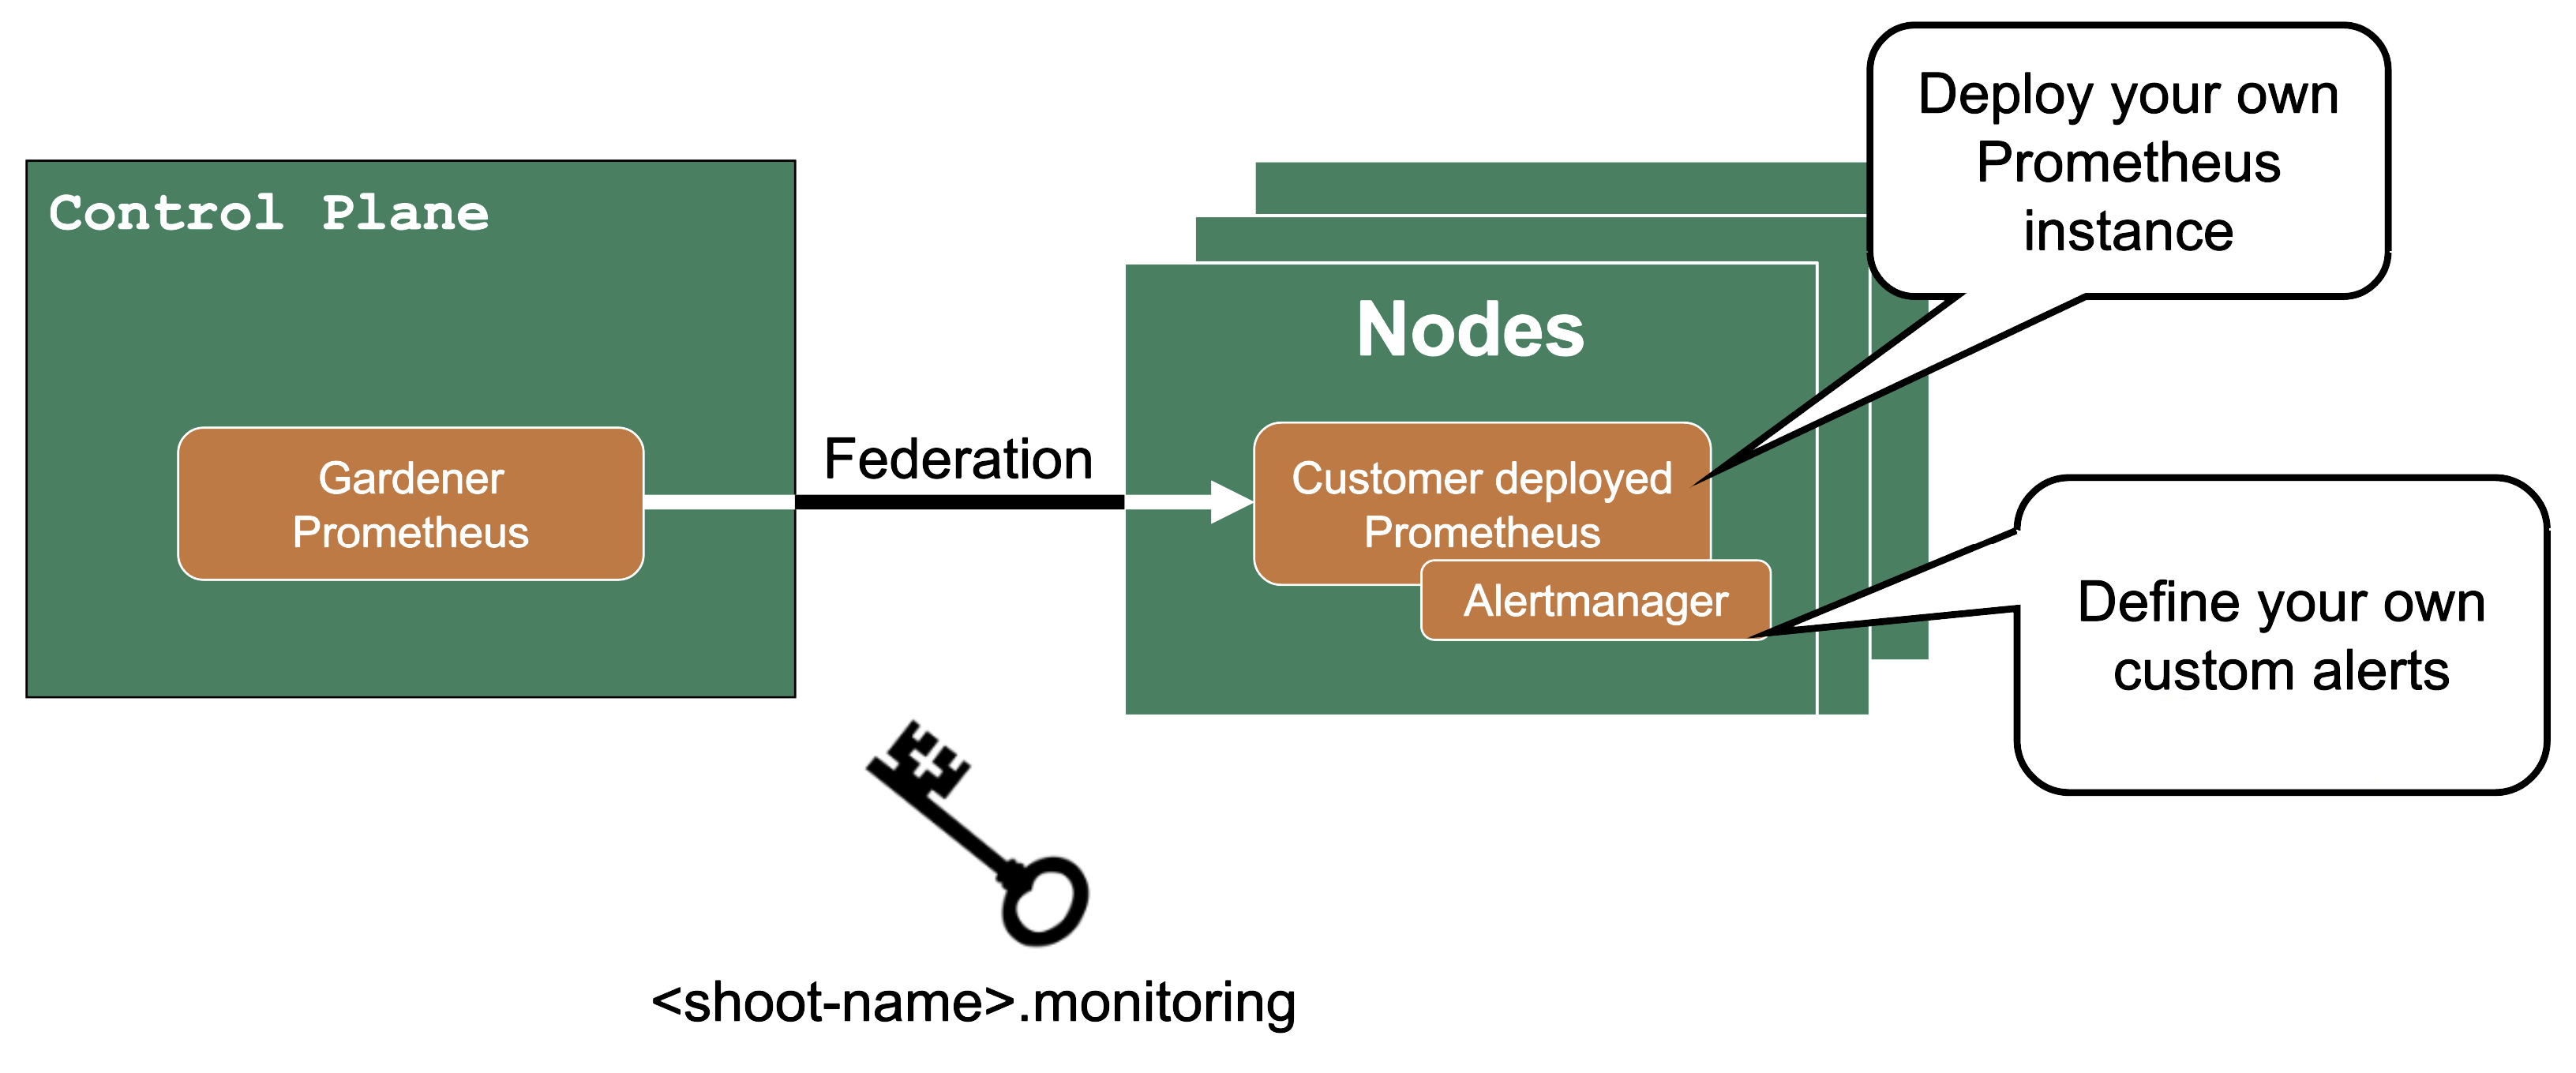 Control Plane
Gardener
Prometheus
Federation
Nodes
Customer deployed
Prometheus
Alertmanager
Deploy your own
Prometheus
instance
Define your own
custom alerts
<shoot-name>.monitoring